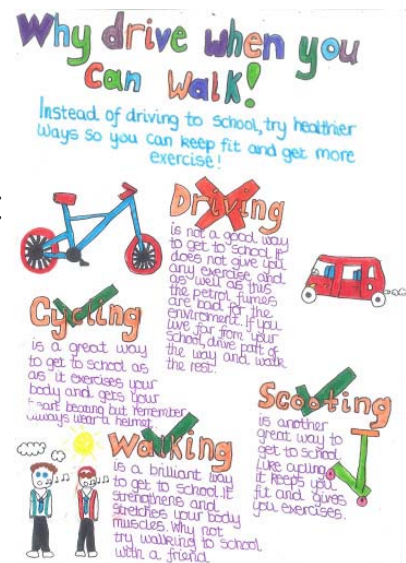 Why drive when you
can walk!
Instead of driving to school, try healthier
ways so you can keep fit and get more
exercise!
Driving
is not a good way
to get to school it
does not give you
any exercise and
as well as this
the petrol fumes
are bad for the
enviroment. If you
live far from your
school, drive part of
the way and walk
the rest.
Cycling
is a great way
to get to school as
as it exercises your
body and gets your
heart beating but remember
always wear a helmet
Scooting
is another
great way to
get to school
Like cycling
it keeps you
fit and gives
you exercises.
Walking
is a brilliant way
to get to school it
strengthens and
stretches your body
muscles. Why not
try walking to school
with a friend